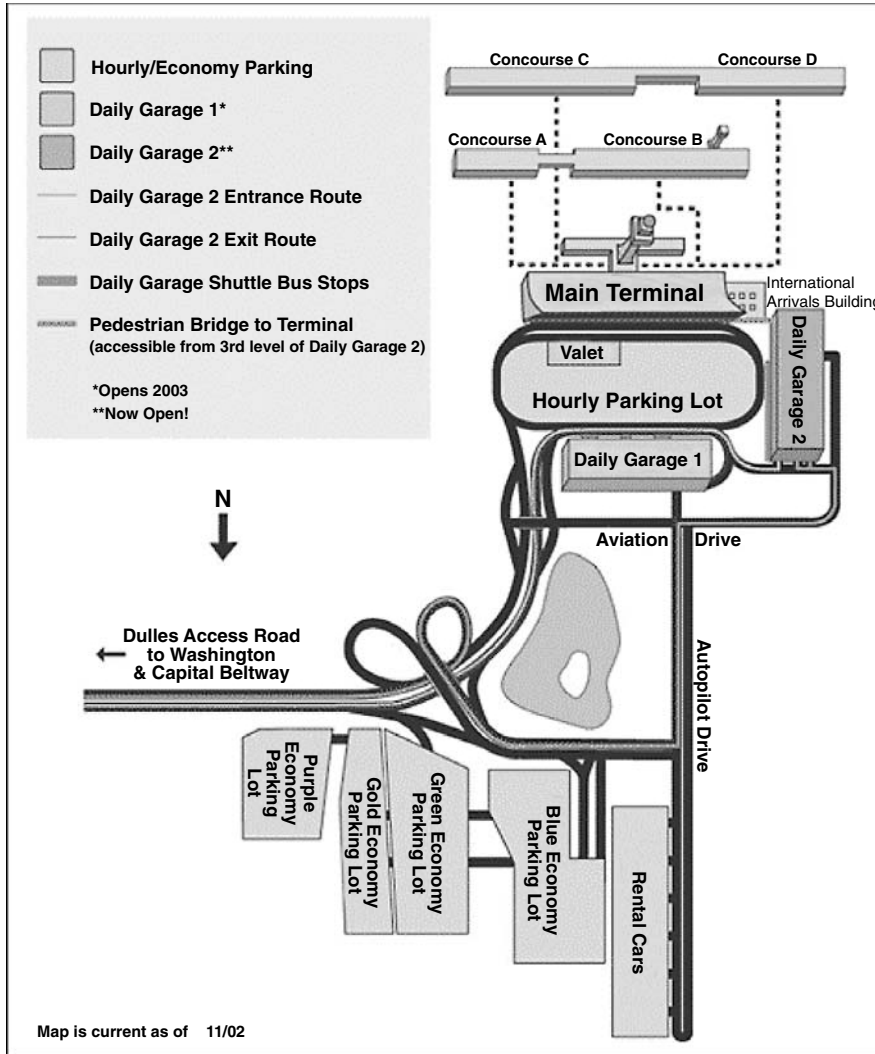 Hourly/Economy Parking
Daily Garage 1*
Daily Garage 2**
Daily Garage 2 Entrance Route
Daily Garage 2 Exit Route
Daily Garage Shuttle Bus Stops
Pedestrian Bridge to Terminal
(accessible from 3rd level of Daily Garage 2)
*Opens 2003
**Now Open!
Concourse C
Concourse D
Concourse A
Concourse B
Main Terminal
International
Arrivals Building
Valet
Hourly Parking Lot
Daily Garage 2
Daily Garage 1
N
Aviation Drive
Autopilot Drive
Dulles Access Road
to Washington
& Capital Beltway
Purple
Economy
Parking
Lot
Gold Economy
Parking Lot
Green Economy
Parking Lot
Blue Economy
Parking Lot
Rental Cars
Map is current as of 11/02